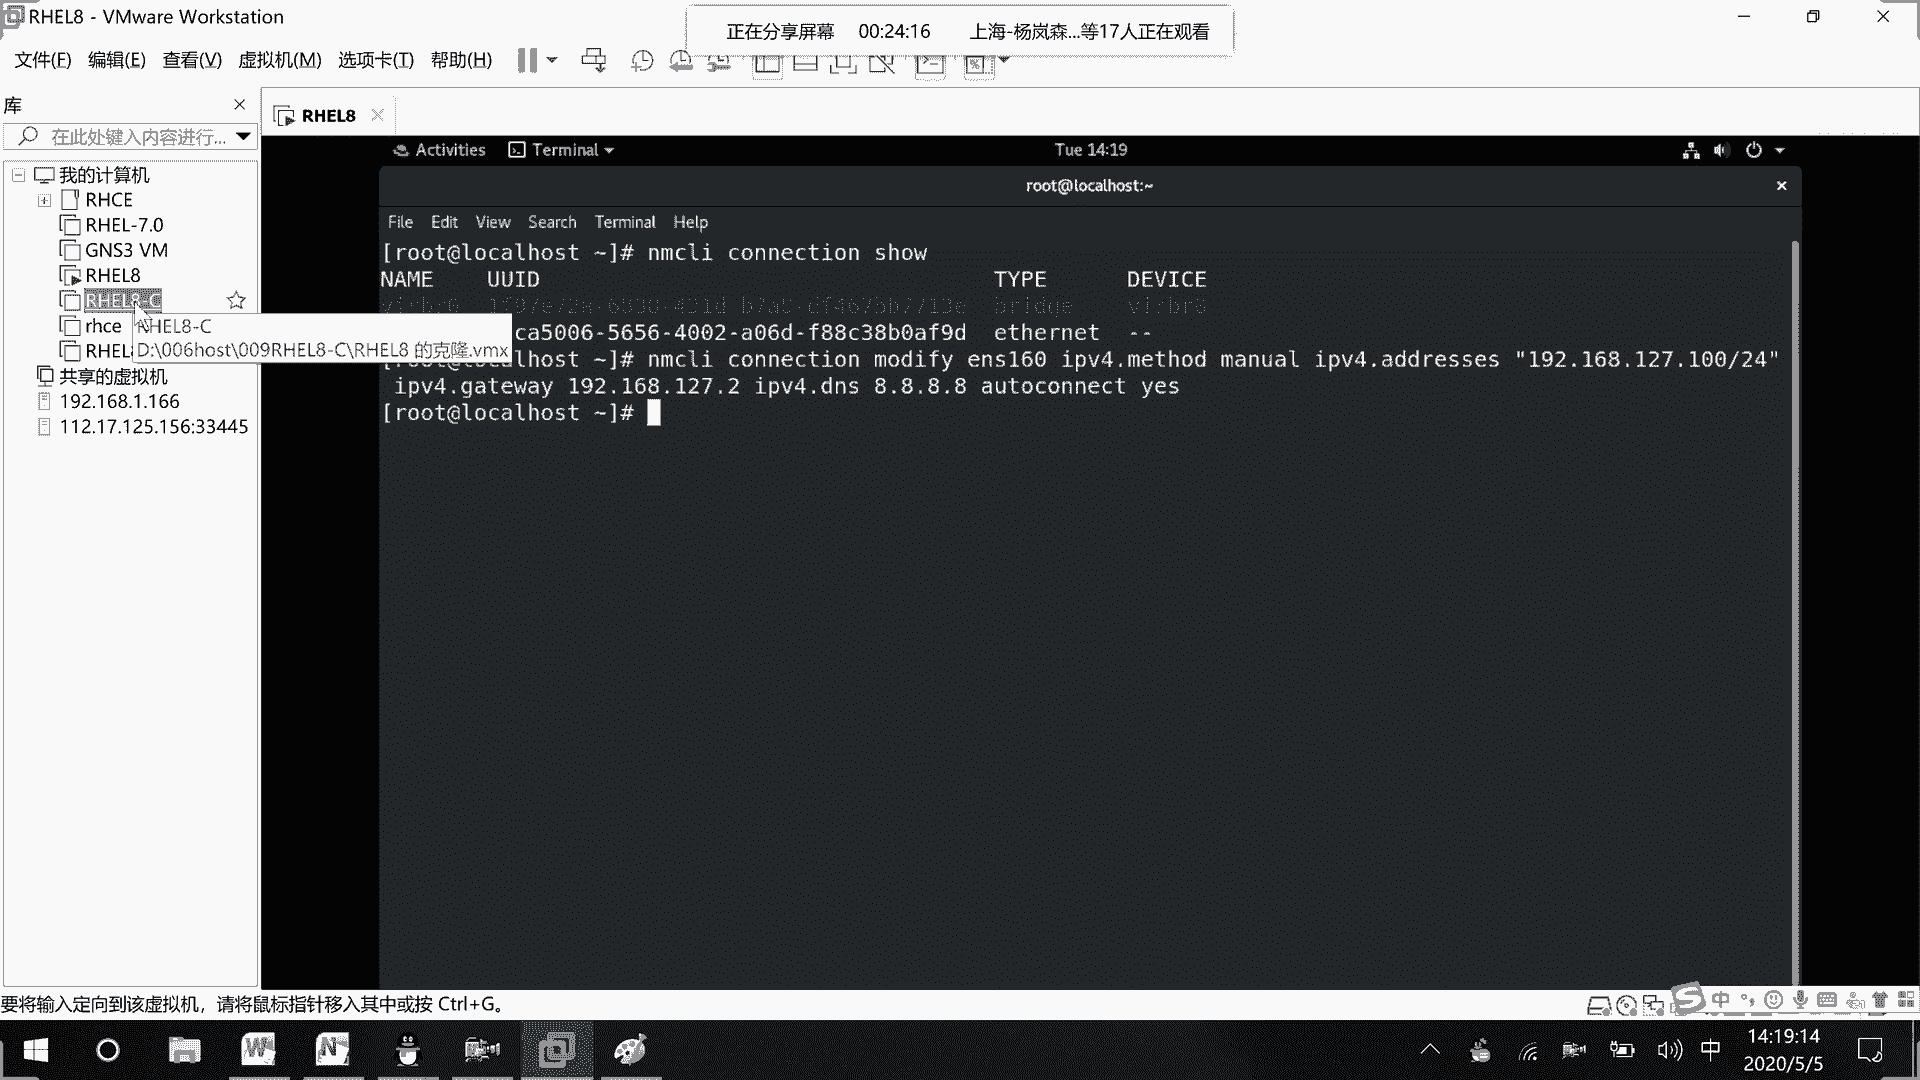 RHEL8 - VMware Workstation
正在分享屏幕 00:24:16 上海-杨岚森...等17人正在观看
文件(F) 编辑(E) 查看(V) 虚拟机(M) 选项卡(T) 帮助(H)
库
在此处键入内容进行...
RHEL8
我的计算机
RHCE
RHEL-7.0
GNS3 VM
RHEL8
RHEL8-C
rhce
RHEL8-C
D:\006host\009RHEL8-C\RHEL8 的克隆.vmx
共享的虚拟机
192.168.1.166
112.17.125.156:33445
Activities Terminal Tue 14:19
root@localhost:~
File Edit View Search Terminal Help
[root@localhost ~]# nmcli connection show
NAME UUID TYPE DEVICE
bridge virbr0
ca5006-5656-4002-a06d-f88c38b0af9d ethernet --
lhost ~]# nmcli connection modify ens160 ipv4.method manual ipv4.addresses "192.168.127.100/24"
ipv4.gateway 192.168.127.2 ipv4.dns 8.8.8.8 autoconnect yes
[root@localhost ~]#
要将输入定向到该虚拟机，请将鼠标指针移入其中或按 Ctrl+G。
中
中
14:19:14
2020/5/5